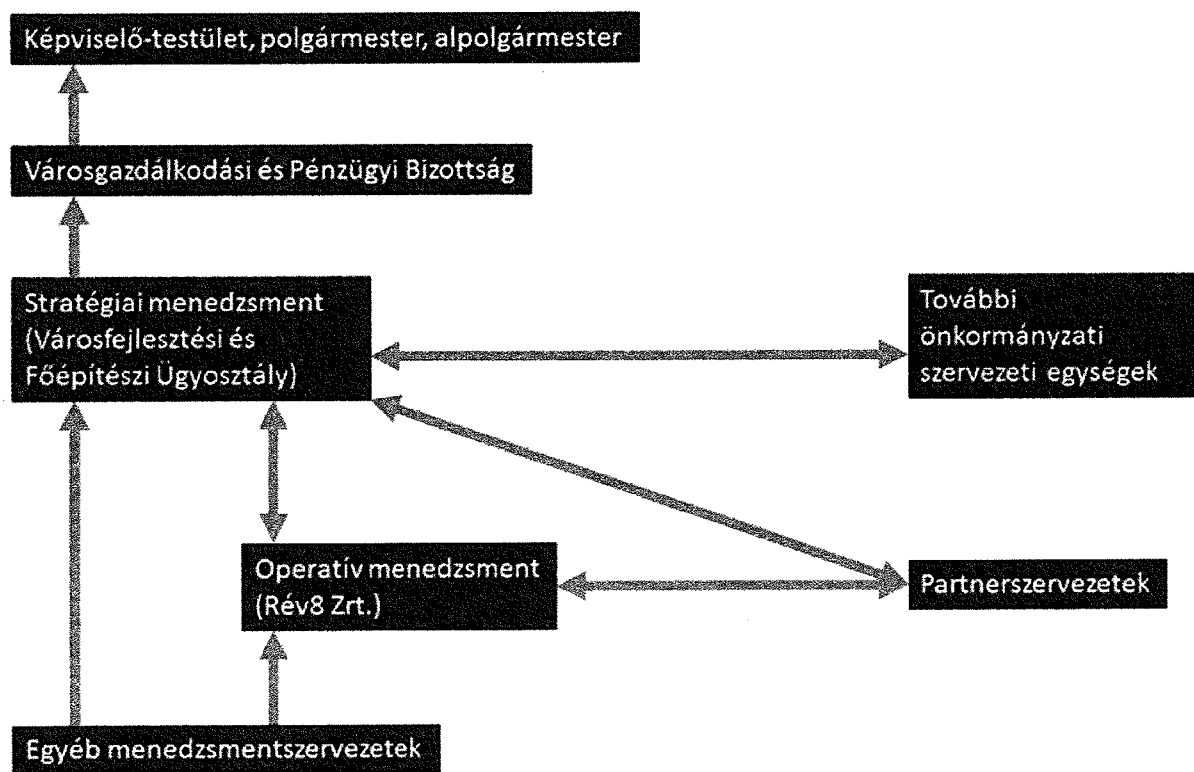 Képviselő-testület, polgármester, alpolgármester
Városgazdálkodási és Pénzügyi Bizottság
Stratégiai menedzsment
(Városfejlesztési és
Főépítészi Ügyosztály)
További
önkormányzati
szervezeti egységek
Operatív menedzsment
(Rév8 Zrt.)
Partnerszervezetek
Egyéb menedzsmentszervezetek